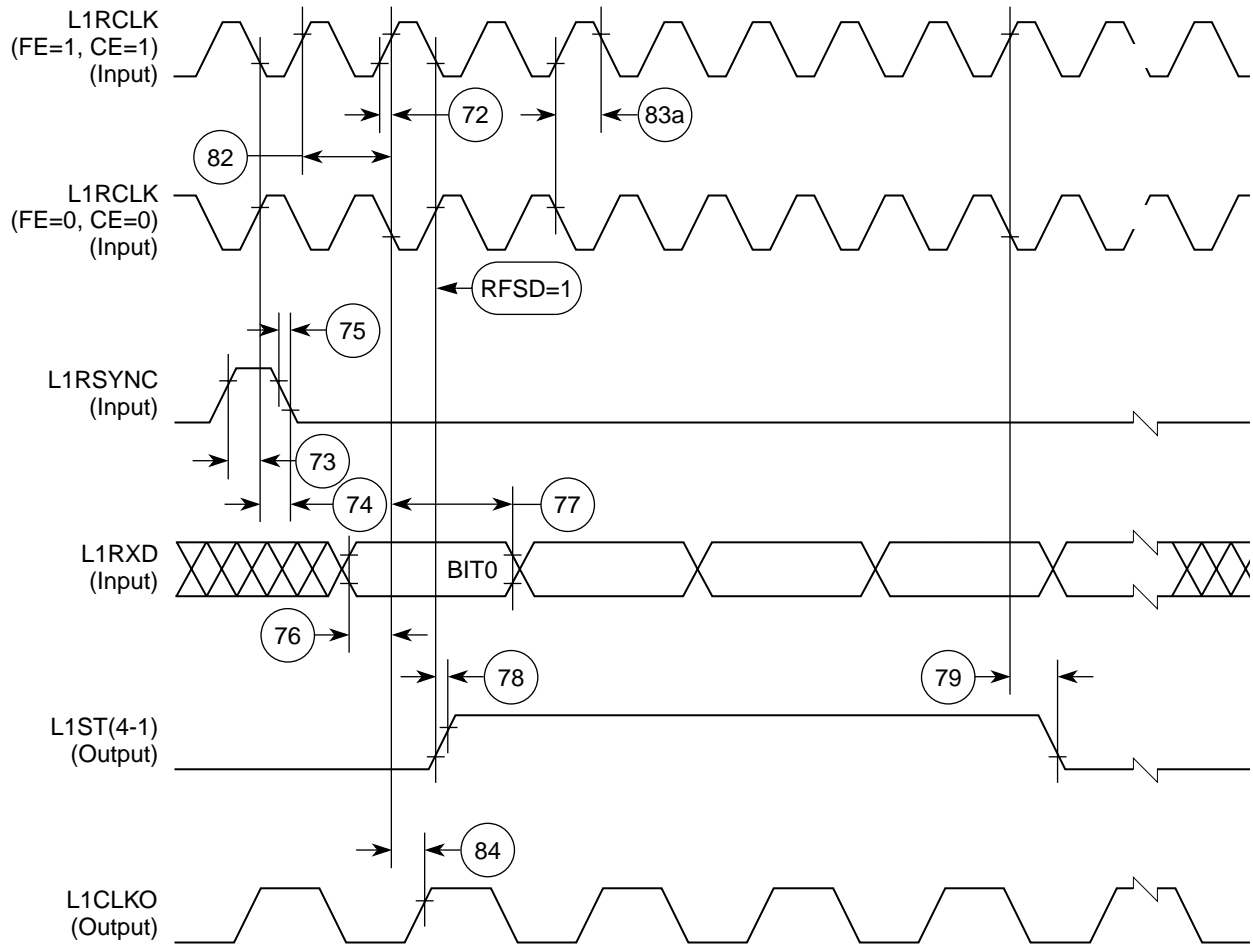 L1RCLK
(FE=1, CE=1)
(Input)
72
83a
82
L1RCLK
(FE=0, CE=0)
(Input)
RFSD=1
75
L1RSYNC
(Input)
73
74
77
L1RXD
(Input)
BIT0
76
78
79
L1ST(4-1)
(Output)
84
L1CLKO
(Output)